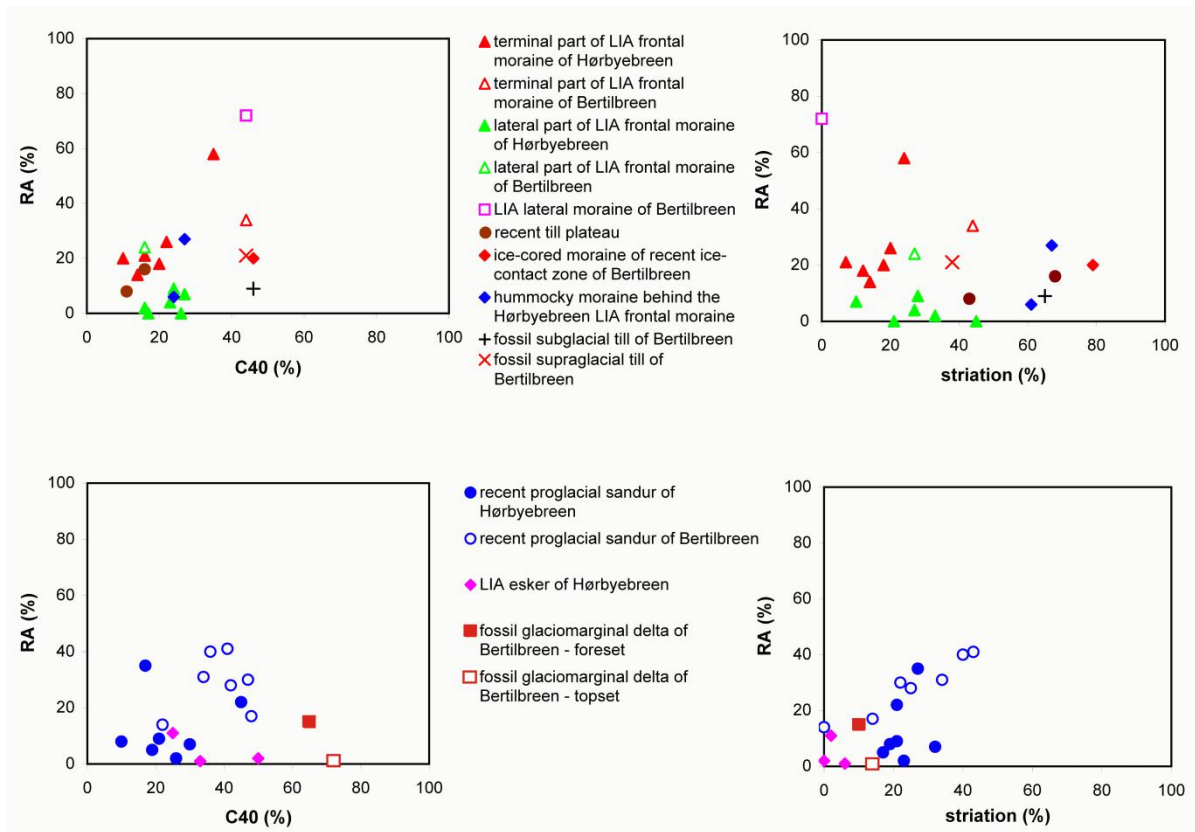 100
80
60
40
20
0
RA (%)
0 20 40 60 80 100
C40 (%)
terminal part of LIA frontal
moraine of Hørbyebreen
terminal part of LIA frontal
moraine of Bertilbreen
lateral part of LIA frontal moraine
of Hørbyebreen
lateral part of LIA frontal moraine
of Bertilbreen
LIA lateral moraine of Bertilbreen
recent till plateau
ice-cored moraine of recent ice-
contact zone of Bertilbreen
hummocky moraine behind the
Hørbyebreen LIA frontal moraine
fossil subglacial till of Bertilbreen
fossil supraglacial till of
Bertilbreen
100
80
60
40
20
0
RA (%)
0 20 40 60 80 100
striation (%)
100
80
60
40
20
0
RA (%)
0 20 40 60 80 100
C40 (%)
recent proglacial sandur of
Hørbyebreen
recent proglacial sandur of Bertilbreen
LIA esker of Hørbyebreen
fossil glaciomarginal delta of
Bertilbreen - foreset
fossil glaciomarginal delta of
Bertilbreen - topset
100
80
60
40
20
0
RA (%)
0 20 40 60 80 100
striation (%)